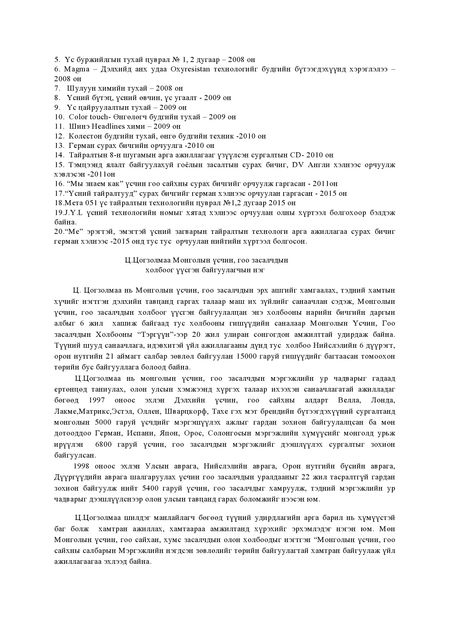 5. Үс буржийлгын тухай цуврал № 1, 2 дугаар – 2008 он
6. Magma – Дэлхийд анх удаа Oxyresistan технологийг будгийн бүтээгдэхүүнд хэрэглэлээ –
2008 он
7. Шулуун химийн тухай – 2008 он
8. Үсний бүтэц, үсний өвчин, үс угаалт - 2009 он
9. Үс цайруулалтын тухай – 2009 он
10. Color touch- Өнгөлөгч будгийн тухай – 2009 он
11. Шинэ Headlines хими – 2009 он
12. Колестон будгийн тухай, өнгө будгийн техник -2010 он
13. Герман сурах бичгийн орчуулга -2010 он
14. Тайралтын 8-н шугамын арга ажиллагааг үзүүлсэн сургалтын CD- 2010 он
15. Тэмцээнд ялалт байгуулахуй гоёлын засалтын сурах бичиг, DV Англи хэлнээс орчуулж
хэвлэсэн -2011он
16. “Мы знаем как” үсчин гоо сайхны сурах бичгийг орчуулж гаргасан - 2011он
17.“Үсний тайралтууд” сурах бичгийг герман хэлнээс орчуулан гаргасан - 2015 он
18.Мета 051 үс тайралтын технологийн цуврал №1,2 дугаар 2015 он
19.J.Y.L үсний технологийн номыг хятад хэлнээс орчуулан олны хүртээл болгохоор бэлдэж
байна.
20.“Мс” эрэгтэй, эмэгтэй үсний загварын тайралтын технологи арга ажиллагаа сурах бичиг
герман хэлнээс -2015 онд тус тус орчуулан нийтийн хүртээл болгосон.
Ц.Цогзолмаа Монголын үсчин, гоо засалчдын
холбоог үүсгэн байгуулагчын нэг
Ц. Цогзолмаа нь Монголын үсчин, гоо засалчдын эрх ашгийг хамгаалах, тэдний хамтын
хүчийг нэгтгэн дэлхийн тавцанд гаргах талаар маш их зүйлийг санаачлан сэдэж, Монголын
үсчин, гоо засалчдын холбоог үүсгэн байгуулалцан энэ холбооны нарийн бичгийн даргын
албыг 6 жил хашиж байгаад тус холбооны гишүүдийн саналаар Монголын Үсчин, Гоо
засалчдын Холбооны “Тэргүүн”-ээр 20 жил улиран сонгогдон амжилттай удирдаж байна.
Түүний шууд санаачлага, идэвхитэй үйл ажиллагааны дүнд тус холбоо Нийслэлийн 6 дүүрэгт,
орон нутгийн 21 аймагт салбар зөвлөл байгуулан 15000 гаруй гишүүдийг багтаасан томоохон
төрийн бус байгууллага болоод байна.
Ц.Цогзолмаа нь монголын үсчин, гоо засалчдын мэргэжлийн ур чадварыг гадаад
ертөнцөд таниулах, олон улсын хэмжээнд хүргэх талаар ихээхэн санаачлагатай ажилладаг
бөгөөд 1997 оноос эхлэн Дэлхийн үсчин, гоо сайхны алдарт Велла, Лонда,
Лакме,Матрикс,Эстэл, Оллен, Шварцкорф, Тахе гэх мэт брендийн бүтээгдэхүүний сургалтанд
монголын 5000 гаруй үсчдийг мэргэшүүлэх ажлыг гардан зохион байгуулалцсан ба мөн
дотооддоо Герман, Испани, Япон, Орос, Солонгосын мэргэжлийн хүмүүсийг монголд урьж
ирүүлэн 6800 гаруй үсчин, гоо засалчдын мэргэжлийг дээшлүүлэх сургалтыг зохион
байгуулсан.
1998 оноос эхлэн Улсын аврага, Нийслэлийн аврага, Орон нутгийн бүсийн аврага,
Дүүргүүдийн аврага шалгаруулах үсчин гоо засалчдын уралдааныг 22 жил тасралтгүй гардан
зохион байгуулж нийт 5400 гаруй үсчин, гоо засалчдыг хамруулж, тэдний мэргэжлийн ур
чадварыг дээшлүүлснээр олон улсын тавцанд гарах боломжийг нээсэн юм.
Ц.Цогзолмаа шилдэг манлайлагч бөгөөд түүний удирдлагийн арга барил нь хүмүүстэй
баг болж хамтран ажиллах, хамтаараа амжилтанд хүрэхийг эрхэмлэдэг нэгэн юм. Мөн
Монголын үсчин, гоо сайхан, хумс засалчдын олон холбоодыг нэгтгэн “Монголын үсчин, гоо
сайхны салбарын Мэргэжлийн нэгдсэн зөвлөлийг төрийн байгуулагтай хамтран байгуулаж үйл
ажиллагаагаа эхлээд байна.